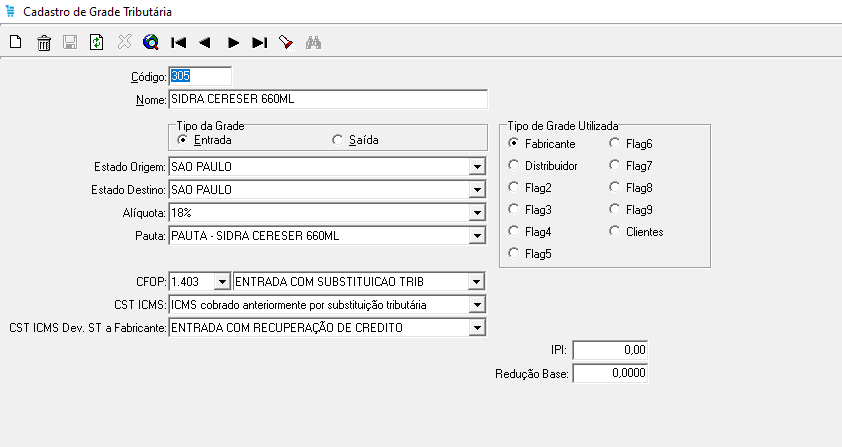 Cadastro de Grade Tributária
Código: 305
Nome: SIDRA CERESER 660ML
Tipo da Grade
Entrada Saída
Estado Origem: SAO PAULO
Estado Destino: SAO PAULO
Alíquota: 18%
Pauta: PAUTA - SIDRA CERESER 660ML
Tipo de Grade Utilizada
Fabricante Flag6
Distribuidor Flag7
Flag2 Flag8
Flag3 Flag9
Flag4 Clientes
Flag5
CFOP: 1.403 ENTRADA COM SUBSTITUICAO TRIB
CST ICMS: ICMS cobrado anteriormente por substituição tributária
CST ICMS Dev. ST a Fabricante: ENTRADA COM RECUPERAÇÃO DE CREDITO
IPI: 0,00
Redução Base: 0,0000